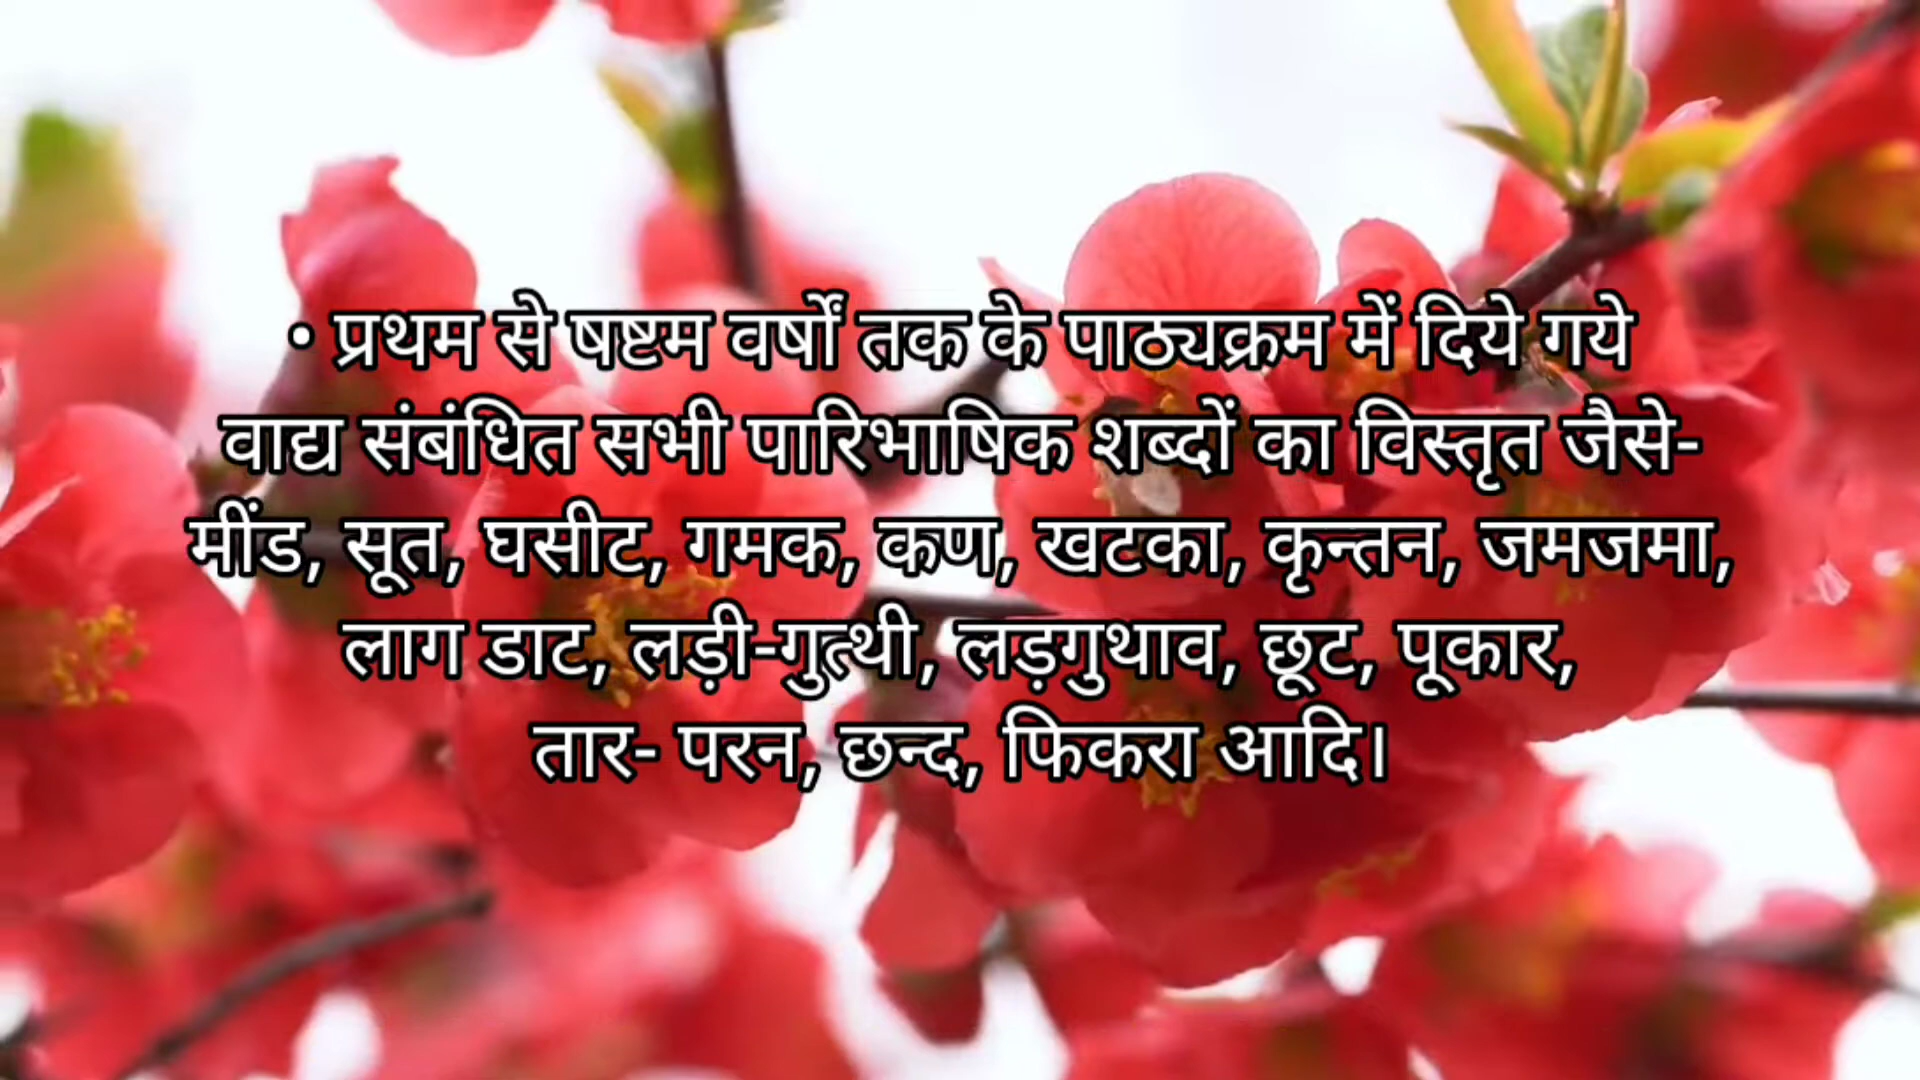 • प्रथम से षष्टम वर्षों तक के पाठ्यक्रम में दिये गये
वाद्य संबंधित सभी पारिभाषिक शब्दों का विस्तृत जैसे-
मींड, सूत, घसीट, गमक, कण, खटका, कृन्तन, जमजमा,
लाग डाट, लड़ी-गुत्थी, लड़गुथाव, छूट, पूकार,
तार- परन, छन्द, फिकरा आदि।